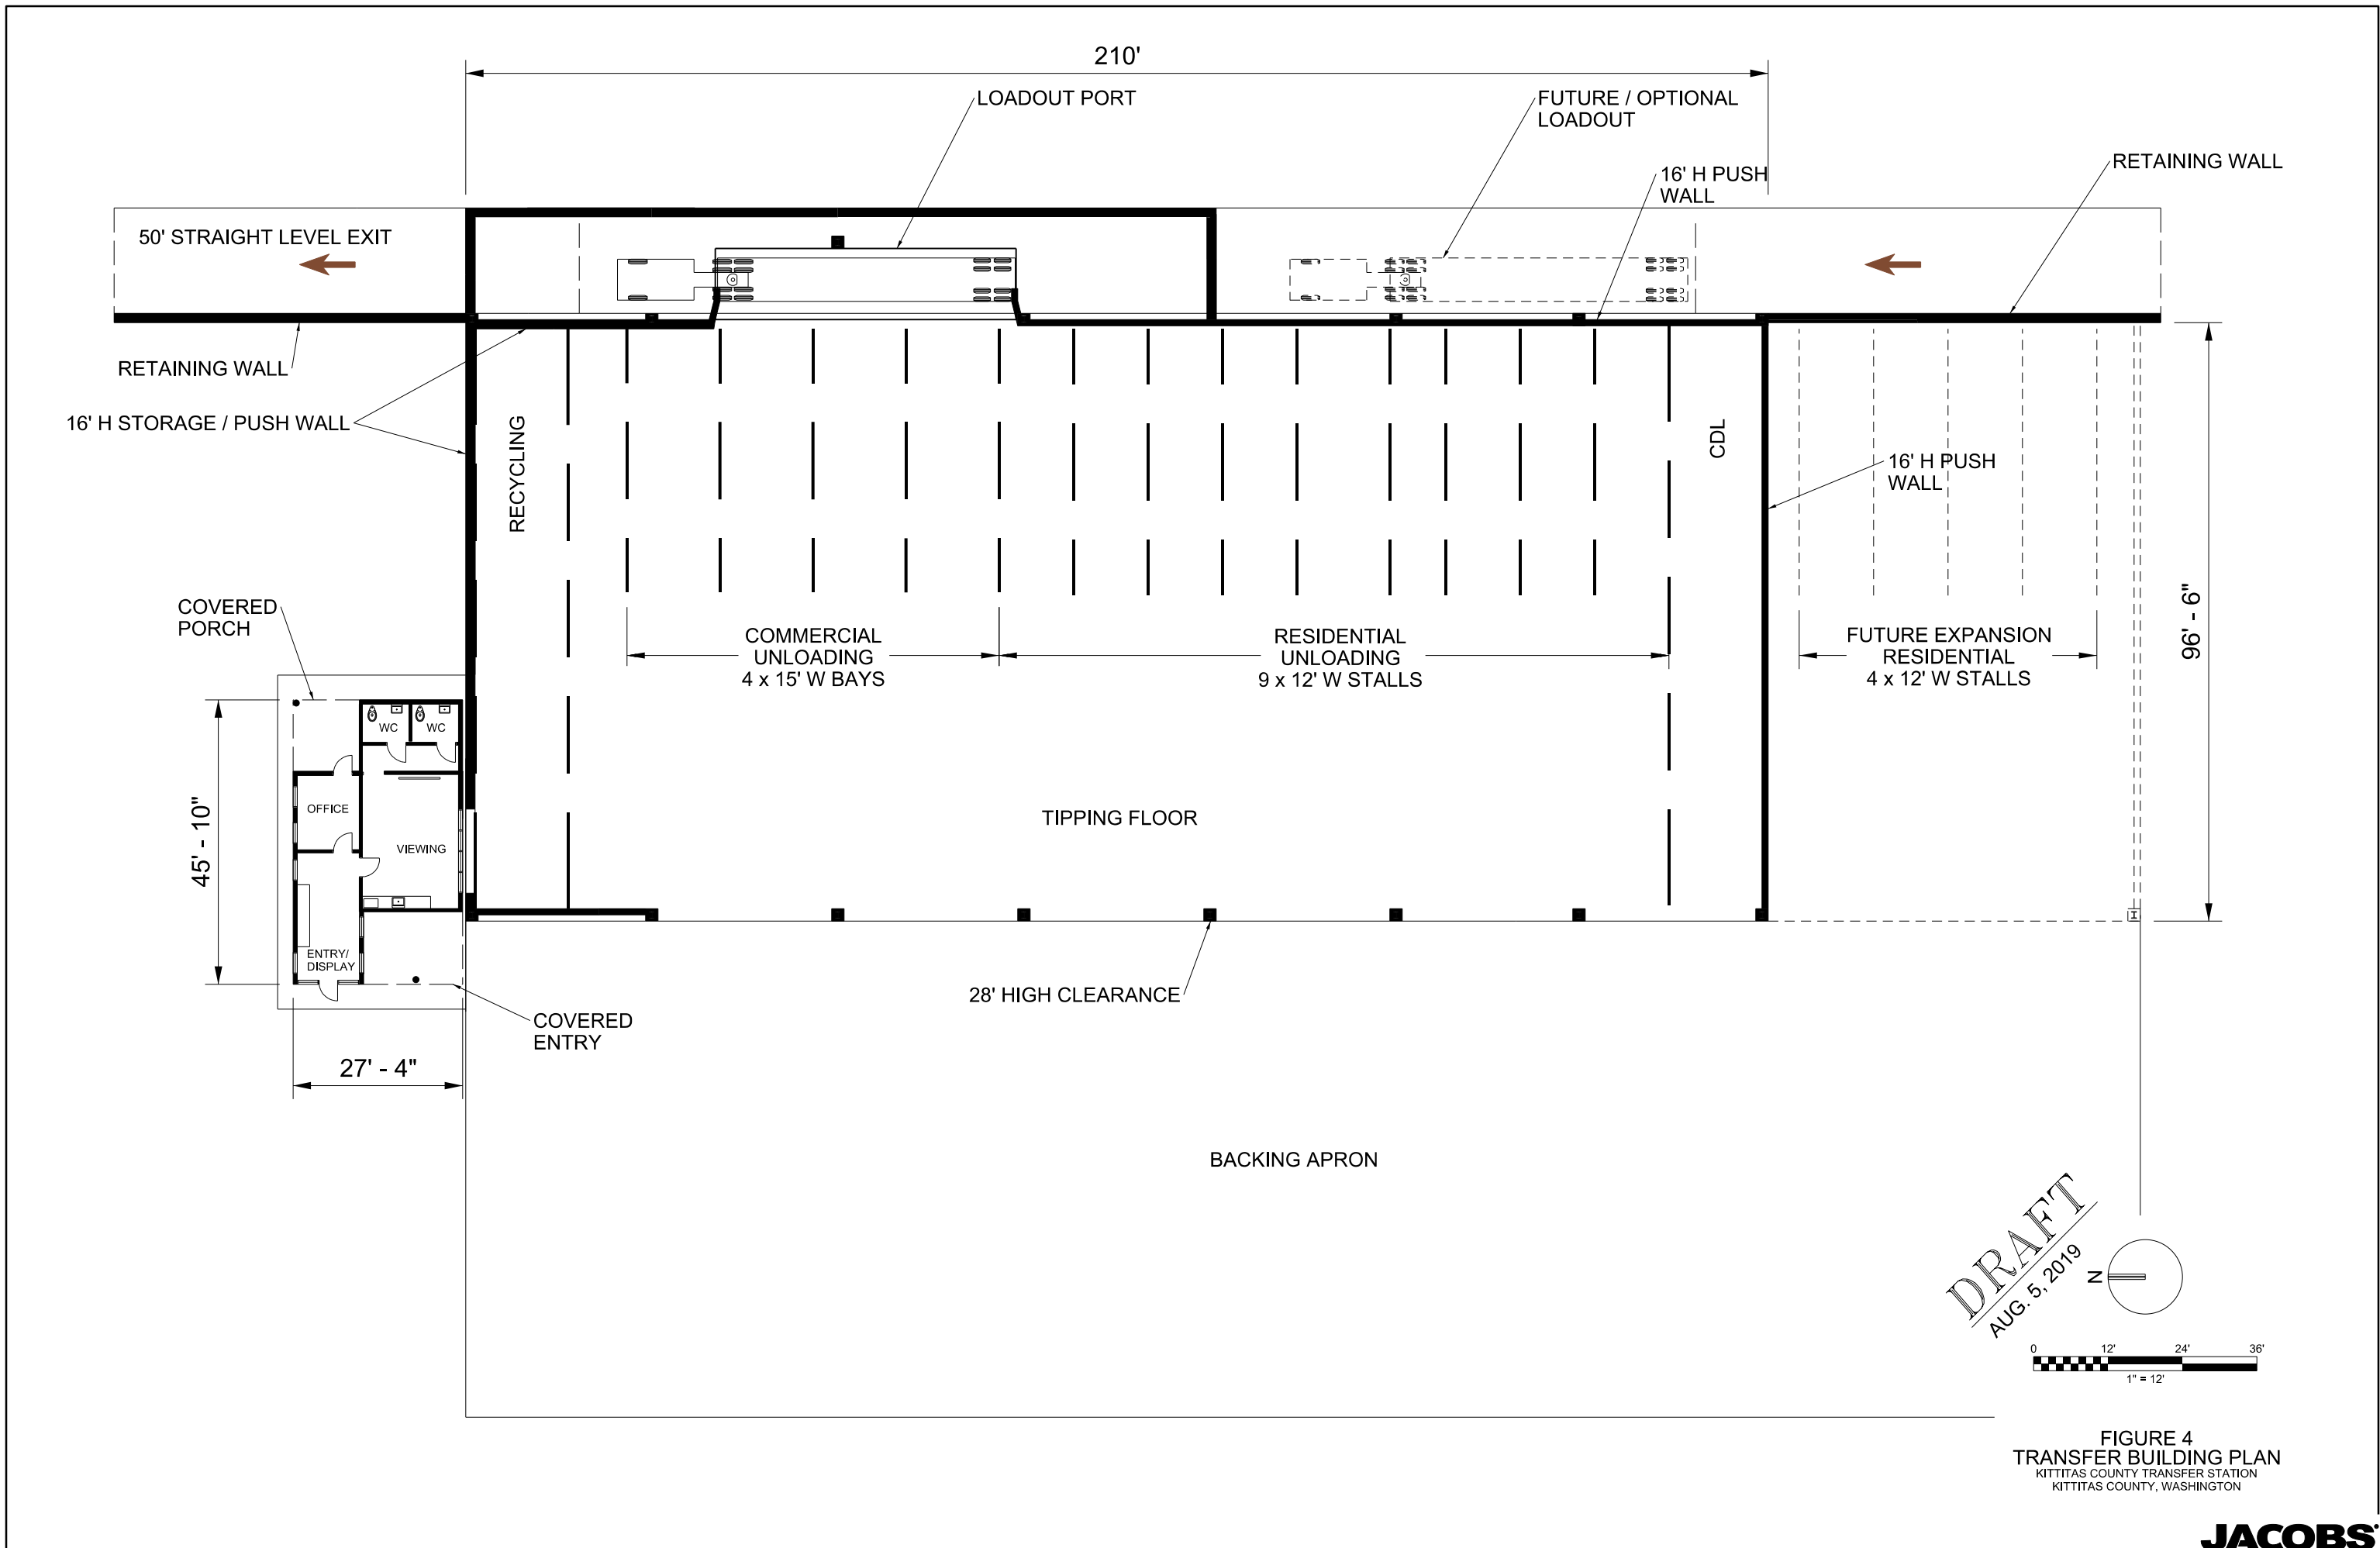 210'
LOADOUT PORT
FUTURE / OPTIONAL
LOADOUT
16' H PUSH
WALL
RETAINING WALL
50' STRAIGHT LEVEL EXIT
RETAINING WALL
16' H STORAGE / PUSH WALL
RECYCLING
CDL
16' H PUSH
WALL
COVERED
PORCH
COMMERCIAL
UNLOADING
4 x 15' W BAYS
RESIDENTIAL
UNLOADING
9 x 12' W STALLS
FUTURE EXPANSION
RESIDENTIAL
4 x 12' W STALLS
96' - 6"
WC
WC
OFFICE
VIEWING
45' - 10"
TIPPING FLOOR
ENTRY/
DISPLAY
28' HIGH CLEARANCE
COVERED
ENTRY
27' - 4"
BACKING APRON
DRAFT
AUG. 5, 2019
N
0 12' 24' 36'
1" = 12'
FIGURE 4
TRANSFER BUILDING PLAN
KITTITAS COUNTY TRANSFER STATION
KITTITAS COUNTY, WASHINGTON
JACOBS